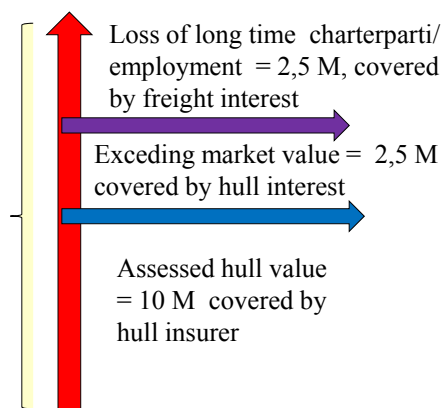 Loss of long time charterparti/
employment = 2,5 M, covered
by freight interest
Exceding market value = 2,5 M
covered by hull interest
Assessed hull value
= 10 M covered by
hull insurer